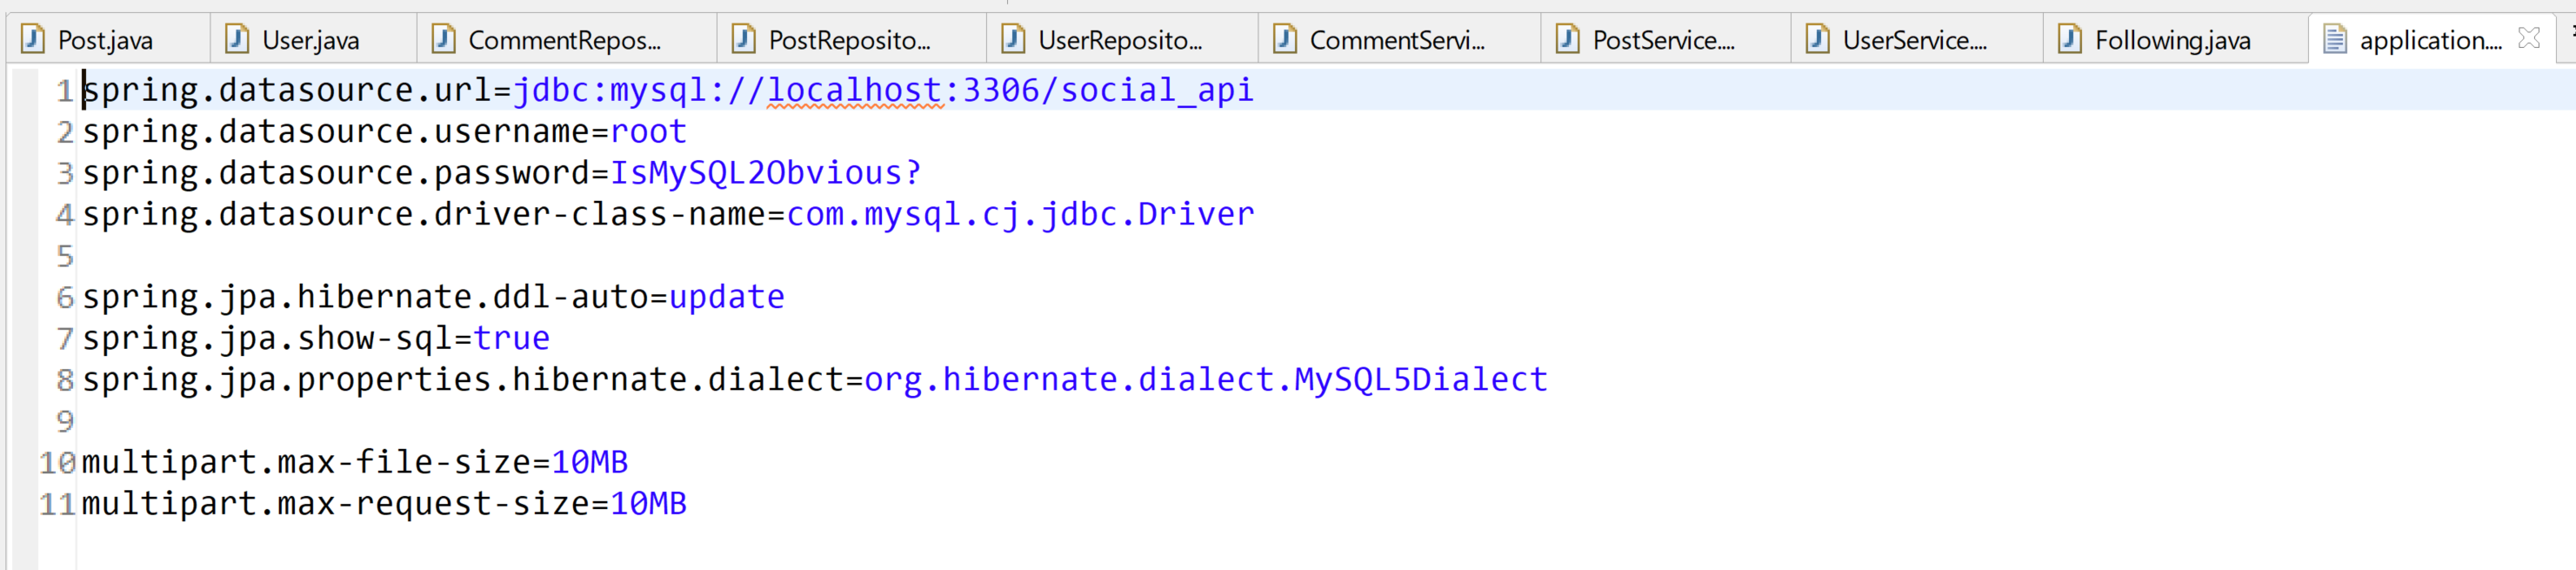 Post.java User.java CommentRepos... PostReposito... UserReposito... CommentServi... PostService.... UserService.... Following.java application....
1 spring.datasource.url=jdbc:mysql://localhost:3306/social_api
2 spring.datasource.username=root
3 spring.datasource.password=IsMySQL2Obvious?
4 spring.datasource.driver-class-name=com.mysql.cj.jdbc.Driver
5
6 spring.jpa.hibernate.ddl-auto=update
7 spring.jpa.show-sql=true
8 spring.jpa.properties.hibernate.dialect=org.hibernate.dialect.MySQL5Dialect
9
10 multipart.max-file-size=10MB
11 multipart.max-request-size=10MB